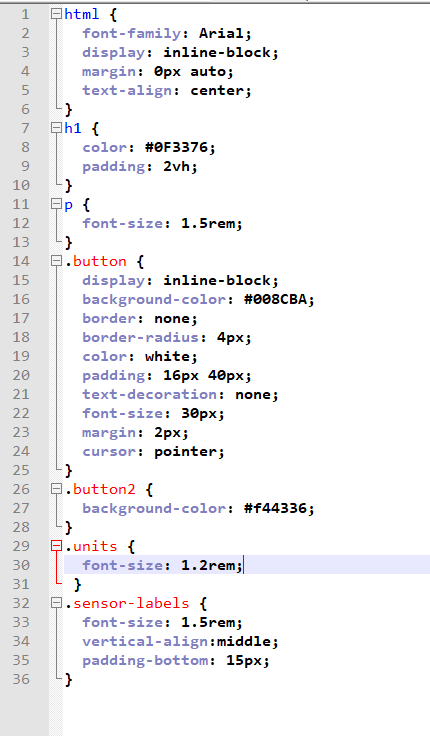 1 html {
2   font-family: Arial;
3   display: inline-block;
4   margin: 0px auto;
5   text-align: center;
6 }
7 h1 {
8   color: #0F3376;
9   padding: 2vh;
10 }
11 p {
12   font-size: 1.5rem;
13 }
14 .button {
15   display: inline-block;
16   background-color: #008CBA;
17   border: none;
18   border-radius: 4px;
19   color: white;
20   padding: 16px 40px;
21   text-decoration: none;
22   font-size: 30px;
23   margin: 2px;
24   cursor: pointer;
25 }
26 .button2 {
27   background-color: #f44336;
28 }
29 .units {
30   font-size: 1.2rem;
31  }
32 .sensor-labels {
33   font-size: 1.5rem;
34   vertical-align:middle;
35   padding-bottom: 15px;
36 }